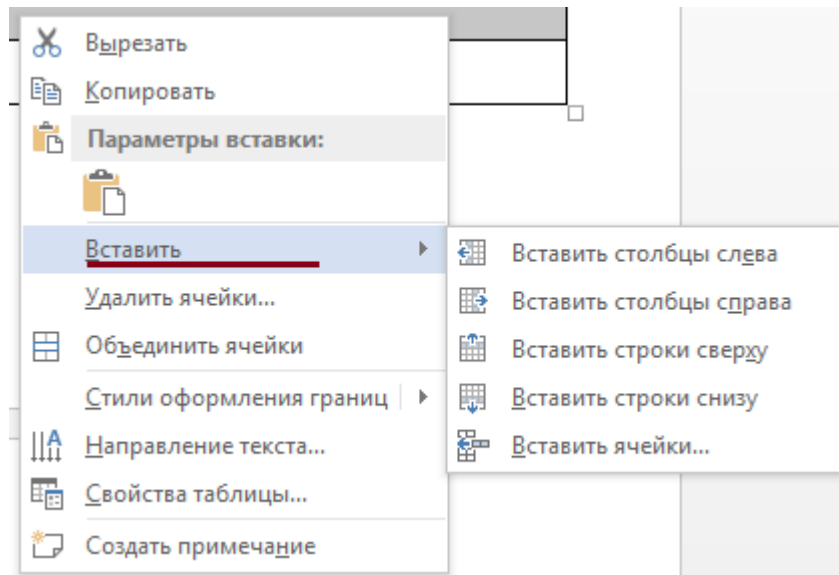 Вырезать
Копировать
Параметры вставки:
Вставить
Удалить ячейки...
Объединить ячейки
Стили оформления границ
Направление текста...
Свойства таблицы...
Создать примечание
Вставить столбцы слева
Вставить столбцы справа
Вставить строки сверху
Вставить строки снизу
Вставить ячейки...